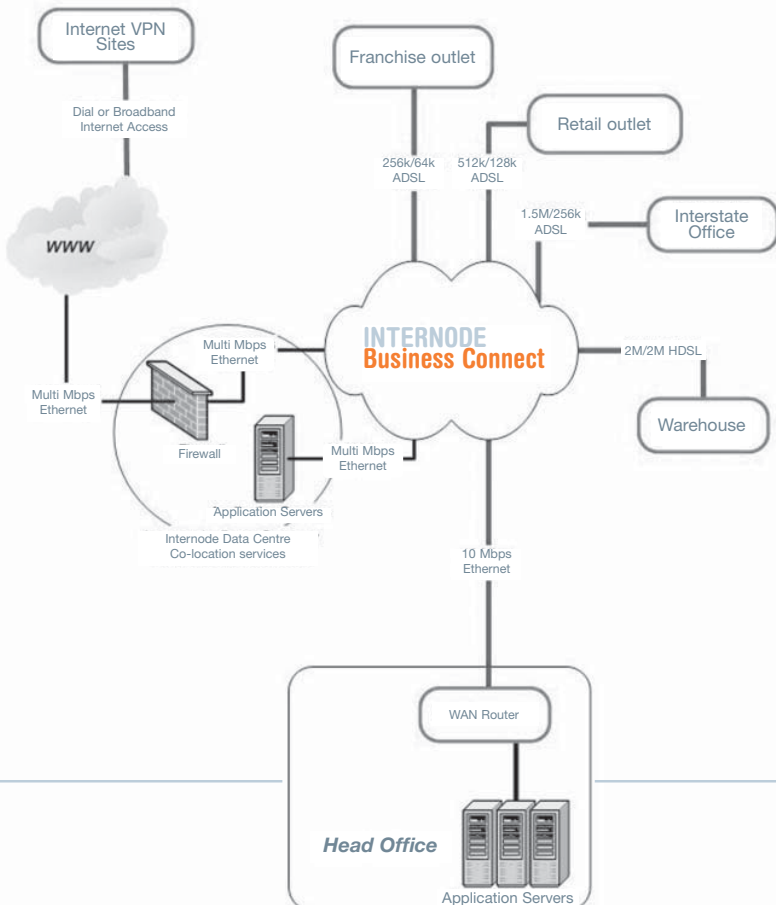 Internet VPN
Sites
Franchise outlet
Dial or Broadband
Internet Access
Retail outlet
256k/64k
ADSL
512k/128k
ADSL
1.5M/256k
ADSL
Interstate
Office
www
INTERNODE
Business Connect
Multi Mbps
Ethernet
2M/2M HDSL
Multi Mbps
Ethernet
Warehouse
Firewall
Multi Mbps
Ethernet
Application Servers
Internode Data Centre
Co-location services
10 Mbps
Ethernet
WAN Router
Head Office
Application Servers